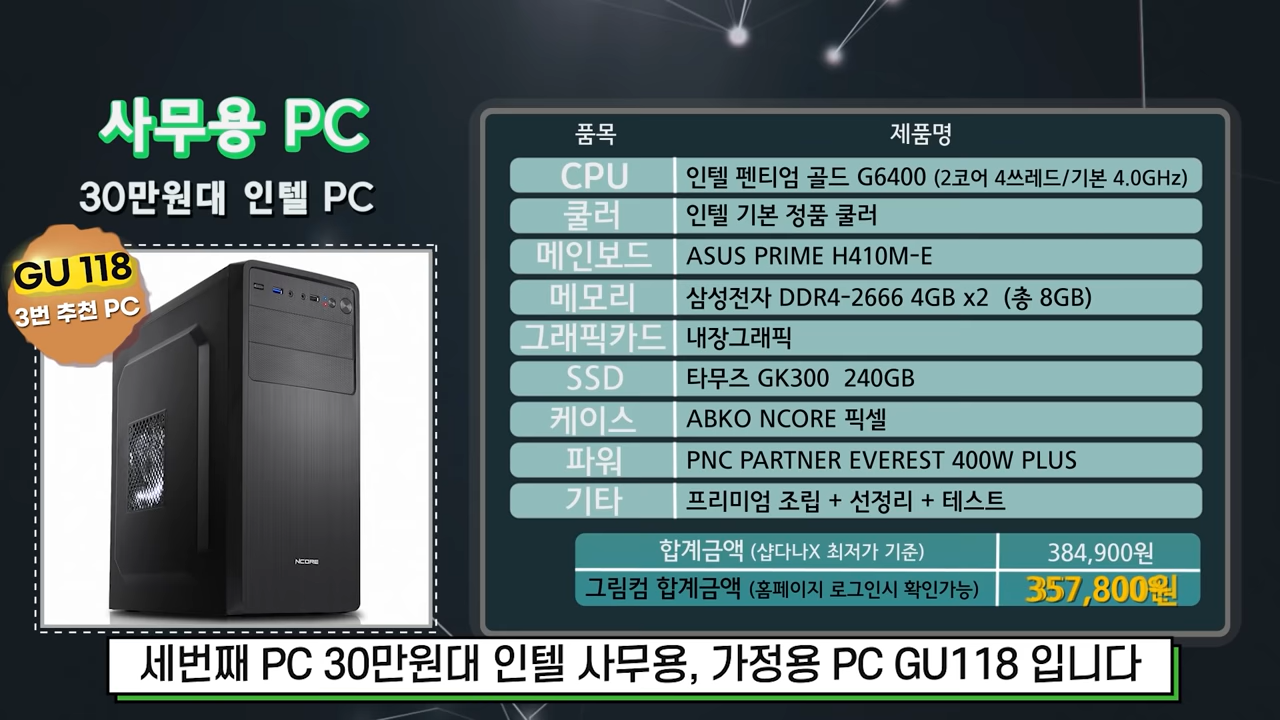 사무용 PC
30만원대 인텔 PC
GU 118
3번 추천 PC
NCORE
품목 제품명
CPU 인텔 펜티엄 골드 G6400 (2코어 4쓰레드/기본 4.0GHz)
쿨러 인텔 기본 정품 쿨러
메인보드 ASUS PRIME H410M-E
메모리 삼성전자 DDR4-2666 4GB x2 (총 8GB)
그래픽카드 내장그래픽
SSD 타무즈 GK300 240GB
케이스 ABKO NCORE 픽셀
파워 PNC PARTNER EVEREST 400W PLUS
기타 프리미엄 조립 + 선정리 + 테스트
합계금액 (샵다나X 최저가 기준) 384,900원
그림컴 합계금액 (홈페이지 로그인시 확인가능) 357,800원
세번째 PC 30만원대 인텔 사무용, 가정용 PC GU118 입니다